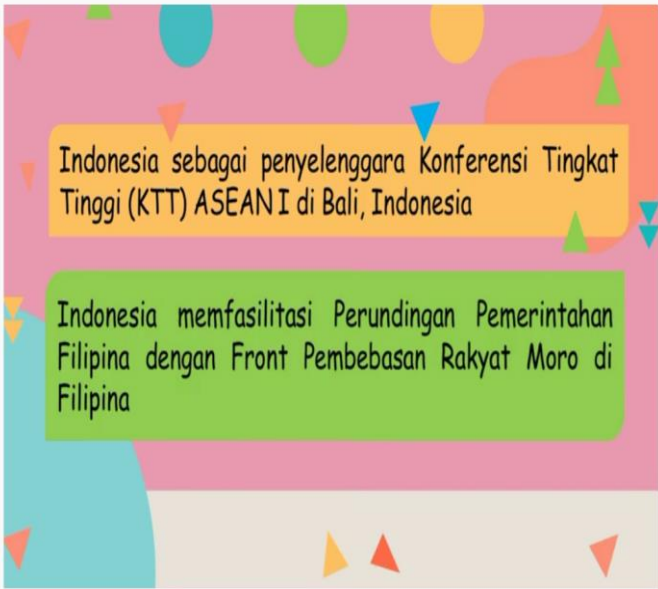 Indonesia sebagai penyelenggara Konferensi Tingkat
Tinggi (KTT) ASEAN I di Bali, Indonesia
Indonesia memfasilitasi Perundingan Pemerintahan
Filipina dengan Front Pembebasan Rakyat Moro di
Filipina